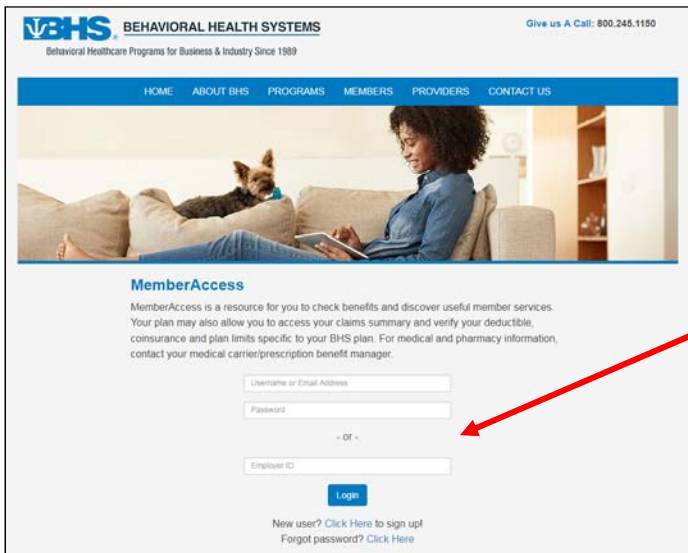 ΨBHS® BEHAVIORAL HEALTH SYSTEMS
Give us A Call: 800.245.1150
Behavioral Healthcare Programs for Business & Industry Since 1989
HOME ABOUT BHS PROGRAMS MEMBERS PROVIDERS CONTACT US
MemberAccess
MemberAccess is a resource for you to check benefits and discover useful member services.
Your plan may also allow you to access your claims summary and verify your deductible,
coinsurance and plan limits specific to your BHS plan. For medical and pharmacy information,
contact your medical carrier/prescription benefit manager.
Username or Email Address
Password
- or -
Employer ID
Login
New user? Click Here to sign up!
Forgot password? Click Here